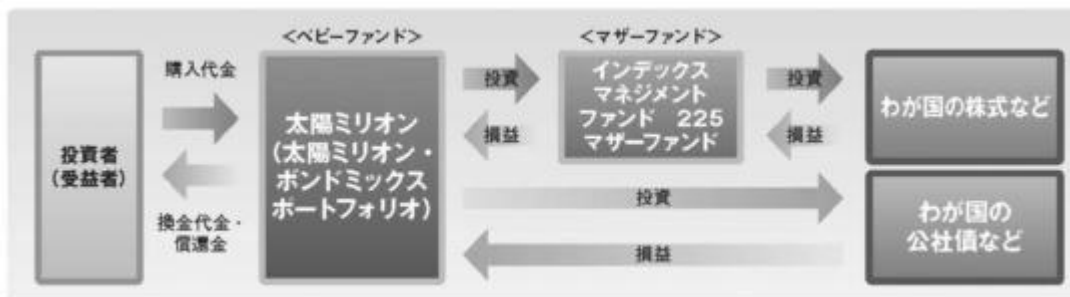 <ベビーファンド>
<マザーファンド>
購入代金
投資者
(受益者)
換金代金・
償還金
太陽ミリオン
(太陽ミリオン・
ボンドミックス
ポートフォリオ)
投資
損益
インデックス
マネジメント
ファンド 225
マザーファンド
投資
損益
わが国の株式など
投資
損益
わが国の
公社債など